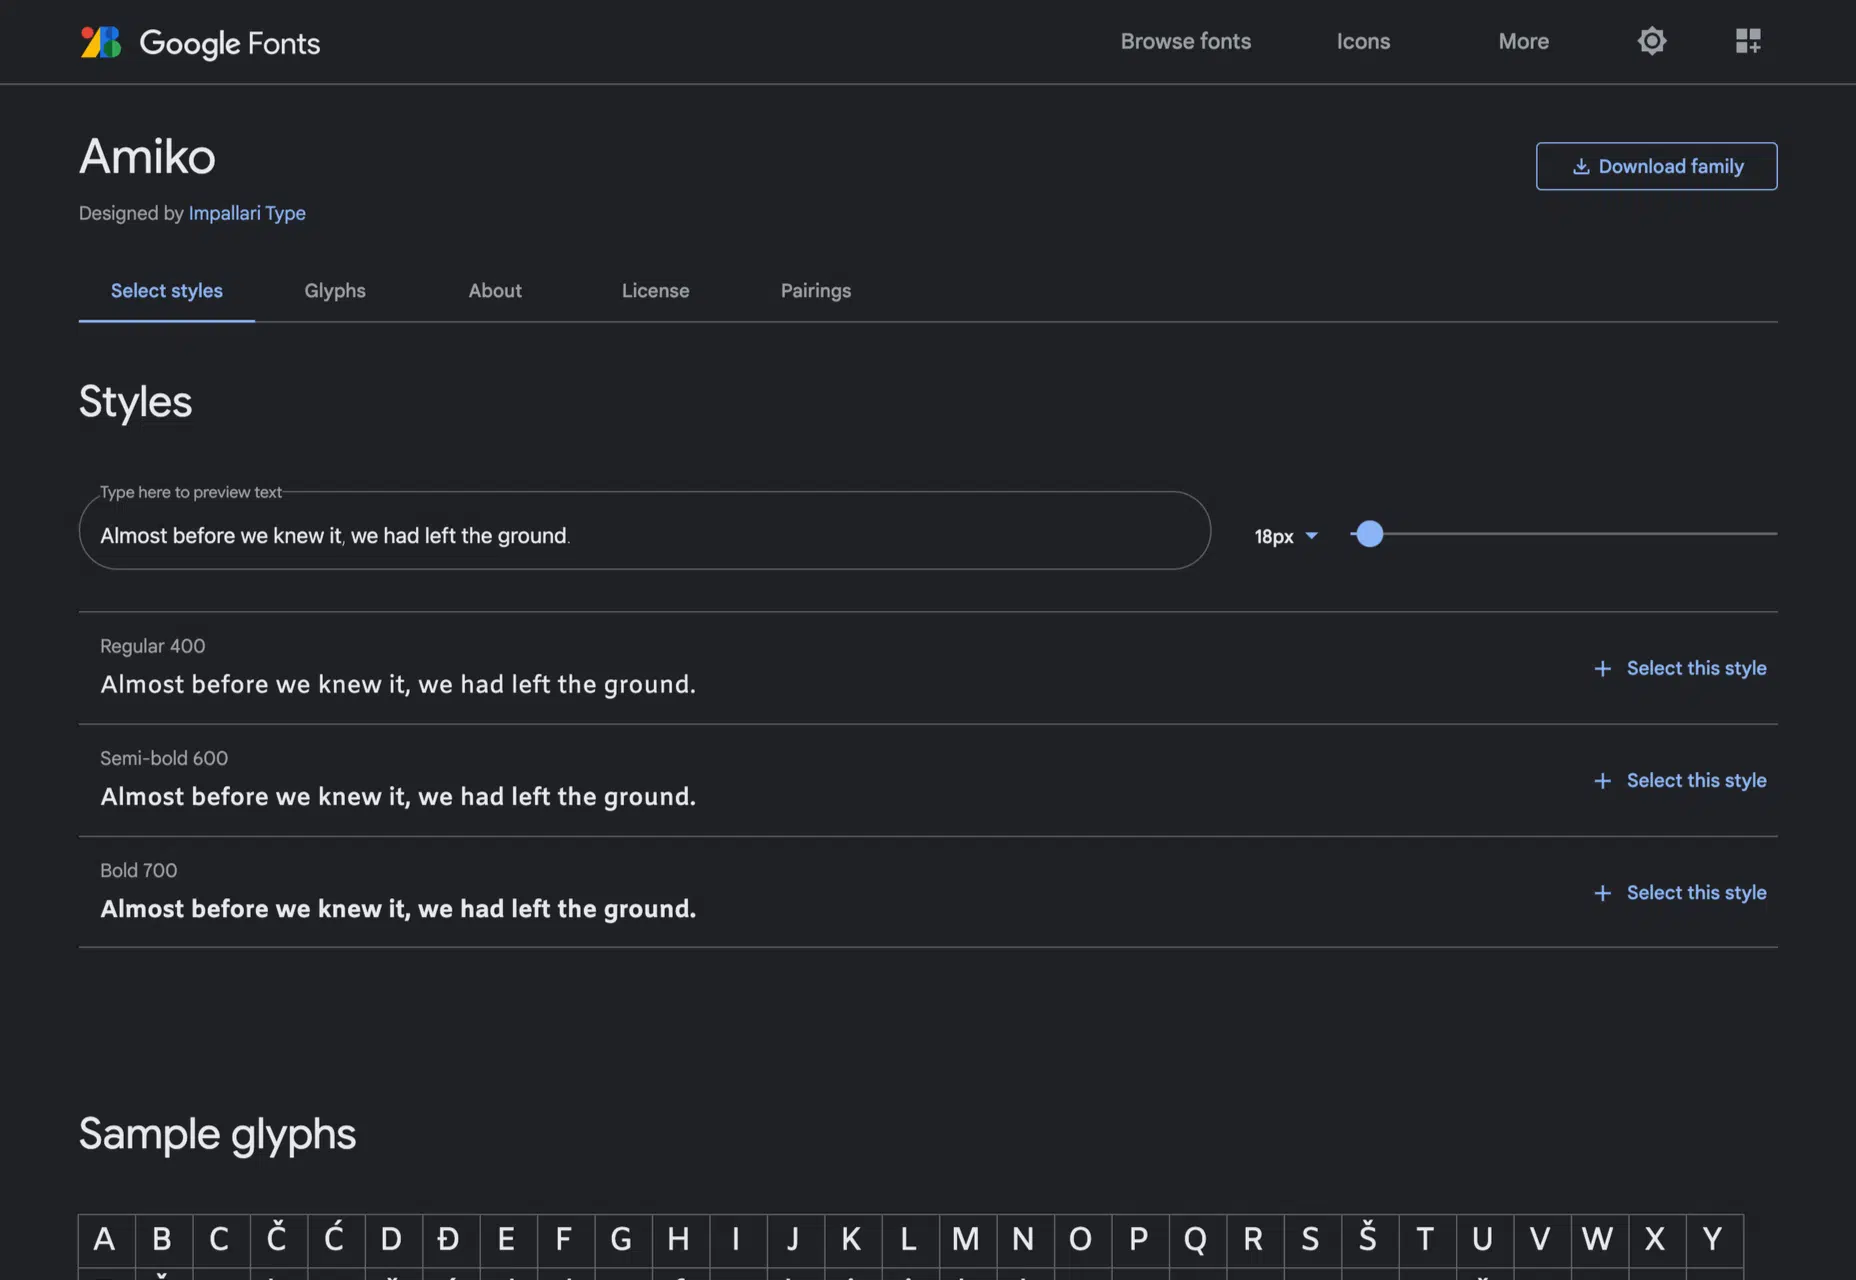 Google Fonts
Browse fonts
Icons
More
Amiko
Download family
Designed by Impallari Type
Select styles
Glyphs
About
License
Pairings
Styles
Type here to preview text
Almost before we knew it, we had left the ground.
18px
Regular 400
Almost before we knew it, we had left the ground.
+ Select this style
Semi-bold 600
Almost before we knew it, we had left the ground.
+ Select this style
Bold 700
Almost before we knew it, we had left the ground.
+ Select this style
Sample glyphs
A B C Č Ć D Đ E F G H I J K L M N O P Q R S Š T U V W X Y